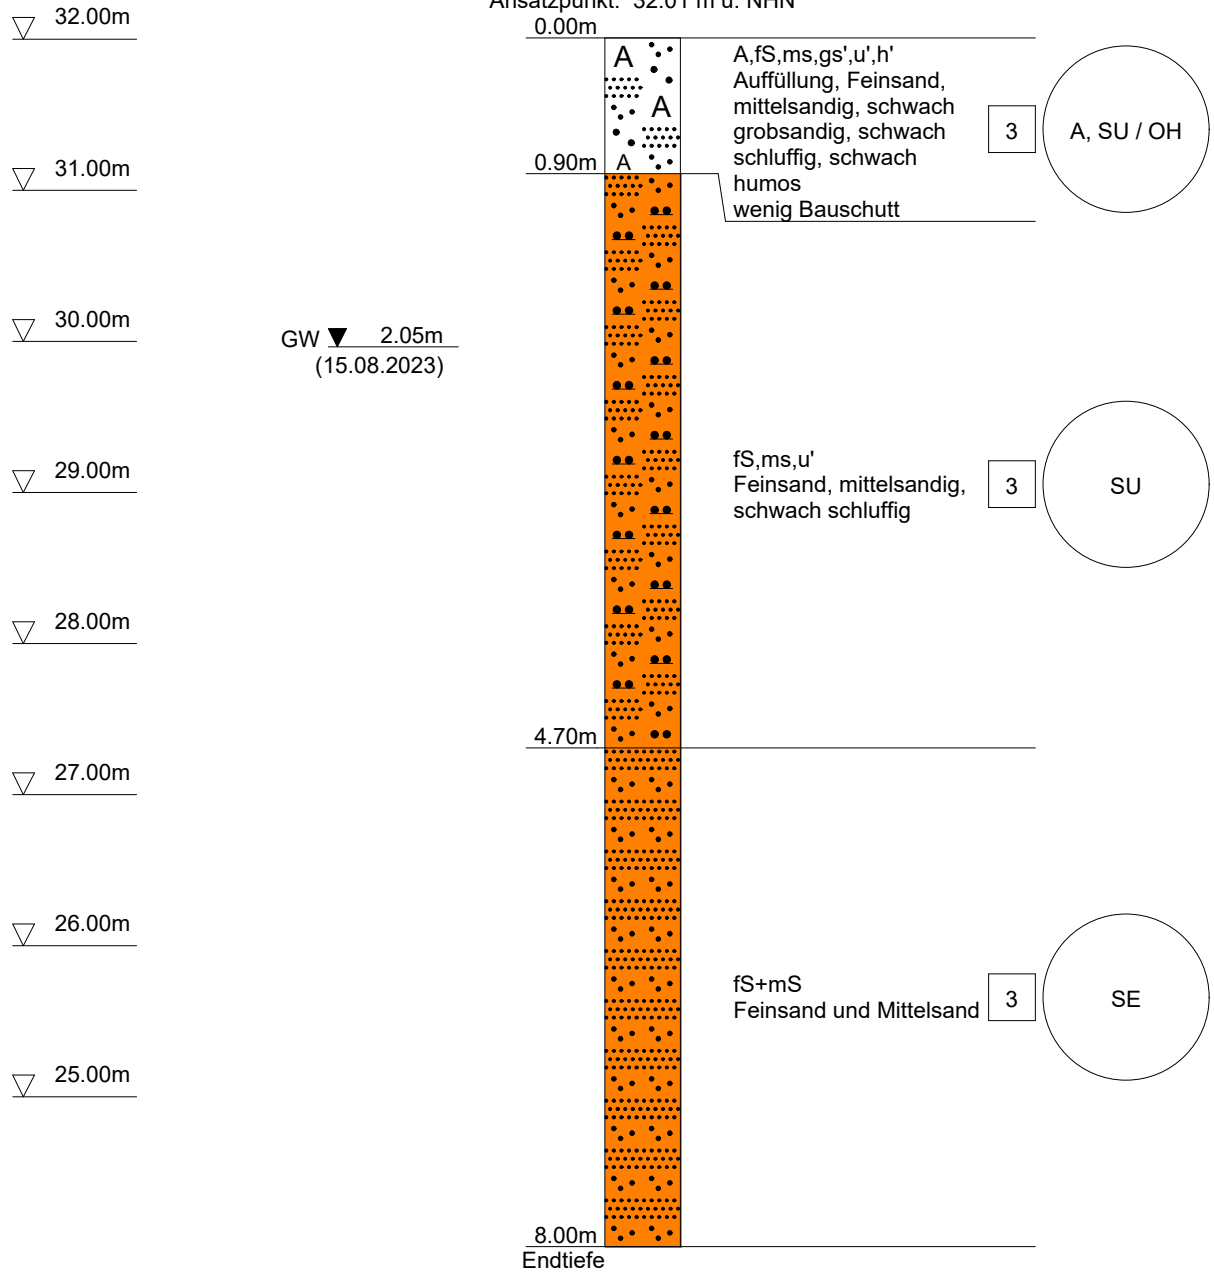 Ansatzpunkt: 32.01 m ü. NHN
32.00m
0.00m
A
A
A
A,fS,ms,gs',u',h'
Auffüllung, Feinsand,
mittelsandig, schwach
grobsandig, schwach
schluffig, schwach
humos
wenig Bauschutt
3
A, SU / OH
31.00m
0.90m
30.00m
GW 2.05m
(15.08.2023)
29.00m
fS,ms,u'
Feinsand, mittelsandig,
schwach schluffig
3
SU
28.00m
4.70m
27.00m
26.00m
fS+mS
Feinsand und Mittelsand
3
SE
25.00m
8.00m
Endtiefe